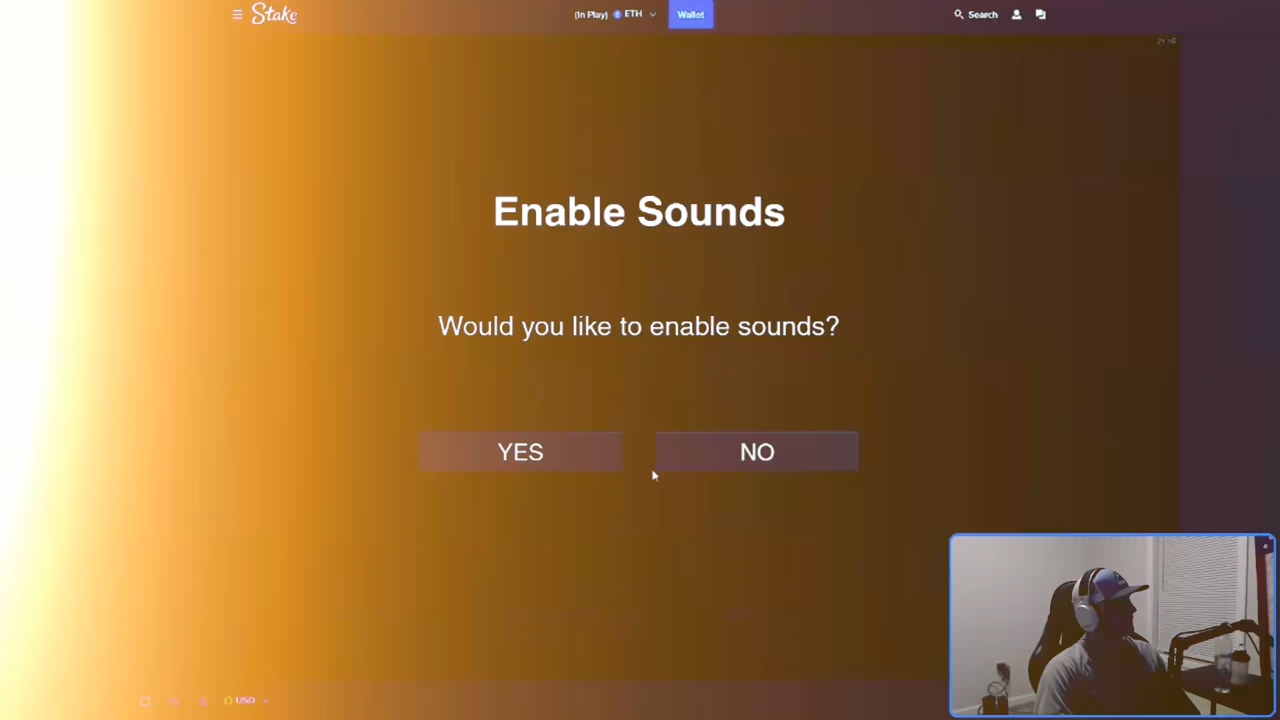 Stake
(In Play) ETH
Wallet
Search
Enable Sounds
Would you like to enable sounds?
YES
NO
USD